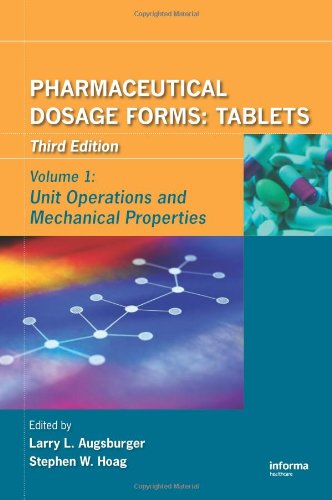 PHARMACEUTICAL
DOSAGE FORMS: TABLETS
Third Edition
Volume 1:
Unit Operations and
Mechanical Properties
Edited by
Larry L. Augsburger
Stephen W. Hoag
informa
healthcare